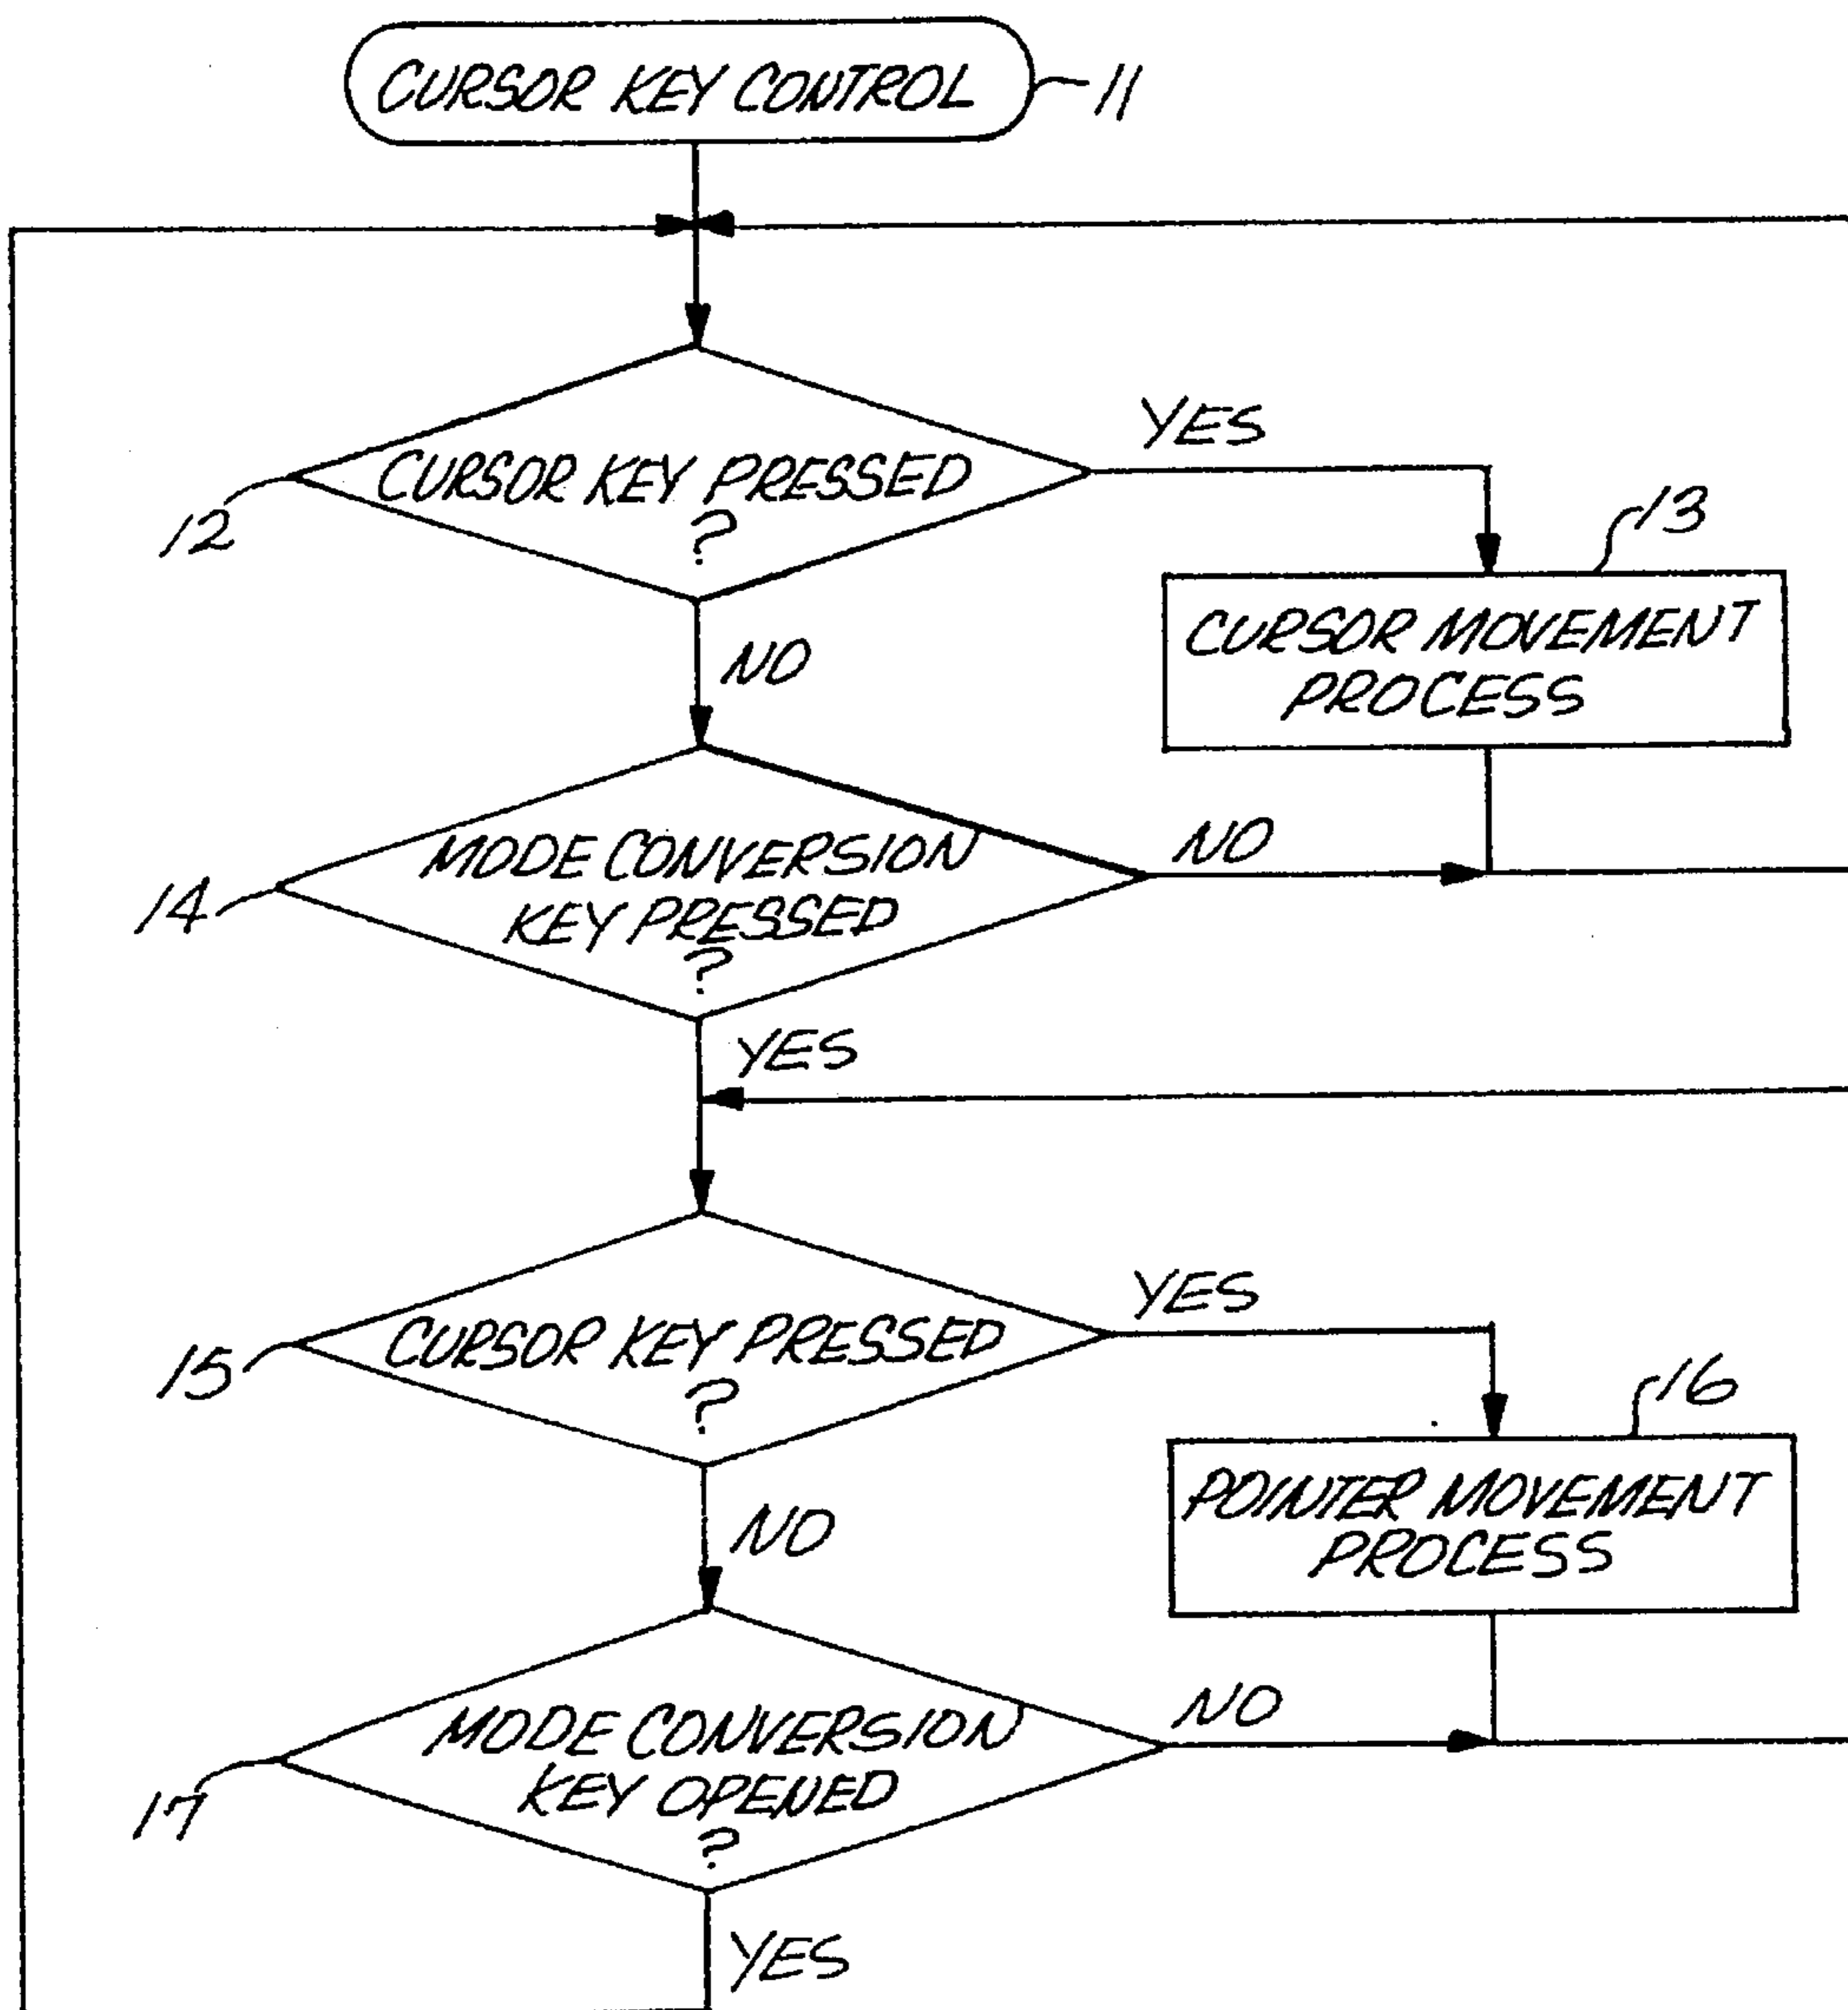 CURSOR KEY CONTROL
11
CURSOR KEY PRESSED
?
12
YES
13
CURSOR MOVEMENT
PROCESS
NO
MODE CONVERSION
KEY PRESSED
?
14
NO
YES
CURSOR KEY PRESSED
?
15
YES
16
POINTER MOVEMENT
PROCESS
NO
MODE CONVERSION
KEY OPENED
?
17
NO
YES